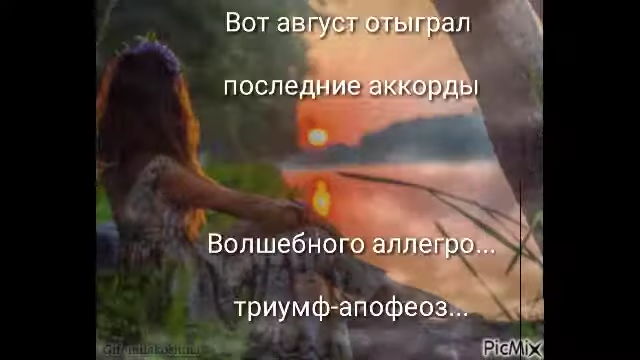 Вот август отыграл
последние аккорды
Волшебного аллегро...
триумф-апофеоз...
PicMix